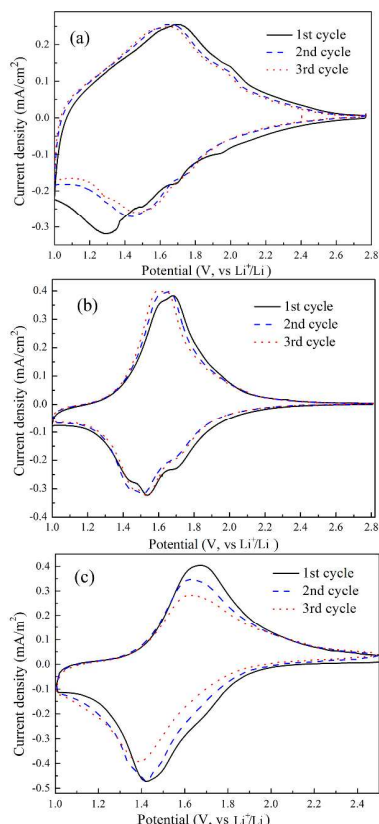 (a)
1st cycle
2nd cycle
3rd cycle
0.2
0.1
0.0
-0.1
-0.2
-0.3
Current density (mA/cm²)
1.0 1.2 1.4 1.6 1.8 2.0 2.2 2.4 2.6 2.8
Potential (V, vs Li⁺/Li)
(b)
1st cycle
2nd cycle
3rd cycle
0.4
0.3
0.2
0.1
0.0
-0.1
-0.2
-0.3
-0.4
Current density (mA/cm²)
1.0 1.2 1.4 1.6 1.8 2.0 2.2 2.4 2.6 2.8
Potential (V, vs Li⁺/Li)
(c)
1st cycle
2nd cycle
3rd cycle
0.4
0.3
0.2
0.1
0.0
-0.1
-0.2
-0.3
-0.4
-0.5
Current density (mA/m²)
1.0 1.2 1.4 1.6 1.8 2.0 2.2 2.4
Potential (V, vs Li⁺/Li)